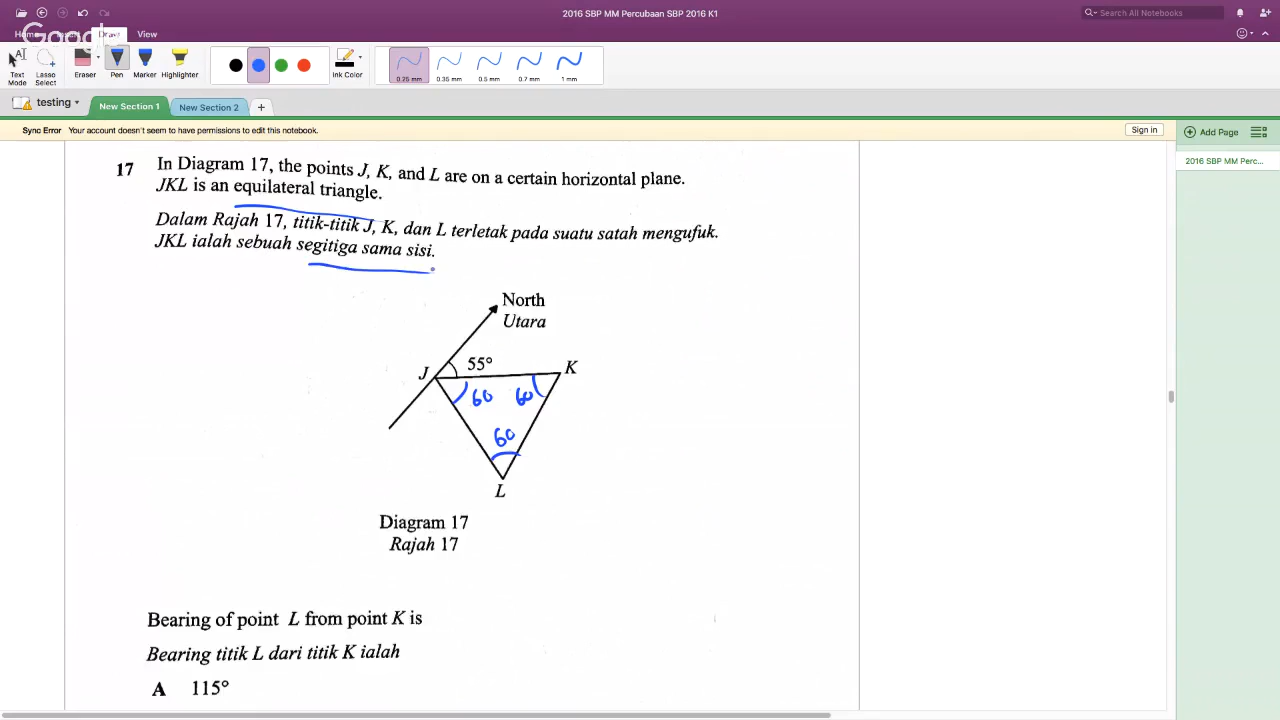 2016 SBP MM Percubaan SBP 2016 K1
Search All Notebooks
Google
Home
Insert
Draw
View
Text Mode
Lasso Select
Eraser
Pen
Marker
Highlighter
Ink Color
0.25 mm
0.35 mm
0.5 mm
0.7 mm
1 mm
testing
New Section 1
New Section 2
+
Add Page
Sync Error Your account doesn't seem to have permissions to edit this notebook.
Sign in
2016 SBP MM Perc...
17 In Diagram 17, the points J, K, and L are on a certain horizontal plane.
JKL is an equilateral triangle.
Dalam Rajah 17, titik-titik J, K, dan L terletak pada suatu satah mengufuk.
JKL ialah sebuah segitiga sama sisi.
North
Utara
J
55°
K
60
60
60
L
Diagram 17
Rajah 17
Bearing of point L from point K is
Bearing titik L dari titik K ialah
A 115°